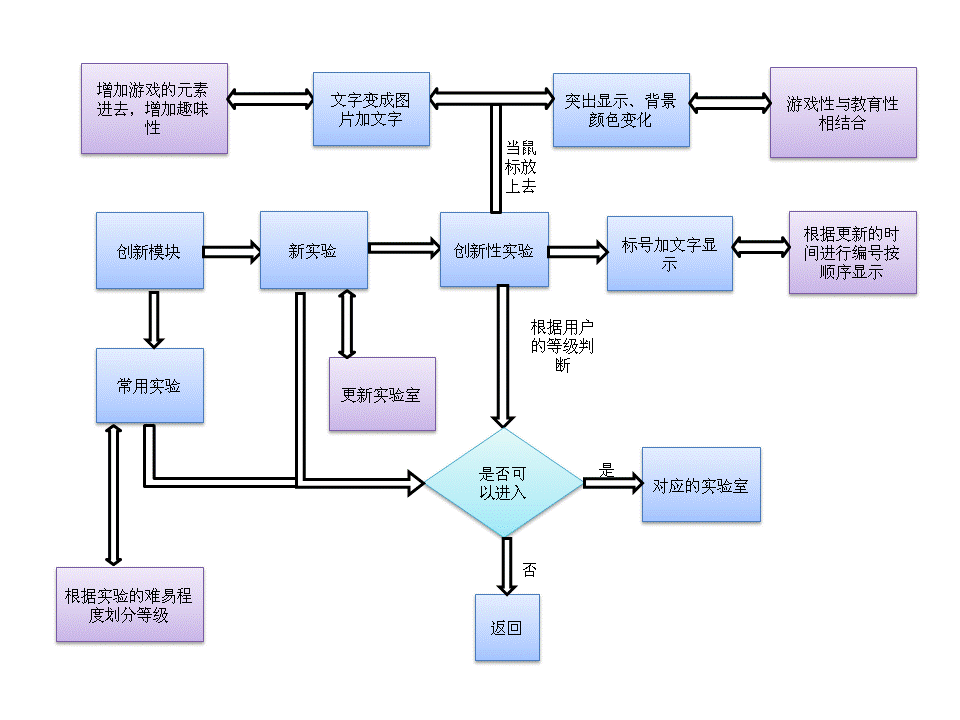 增加游戏的元素
进去，增加趣味
性
文字变成图
片加文字
突出显示、背景
颜色变化
游戏性与教育性
相结合
当鼠
标放
上去
创新模块
新实验
创新性实验
标号加文字显
示
根据更新的时
间进行编号按
顺序显示
根据用户
的等级判
断
常用实验
更新实验室
是否可
以进入
是
对应的实验室
否
根据实验的难易程
度划分等级
返回